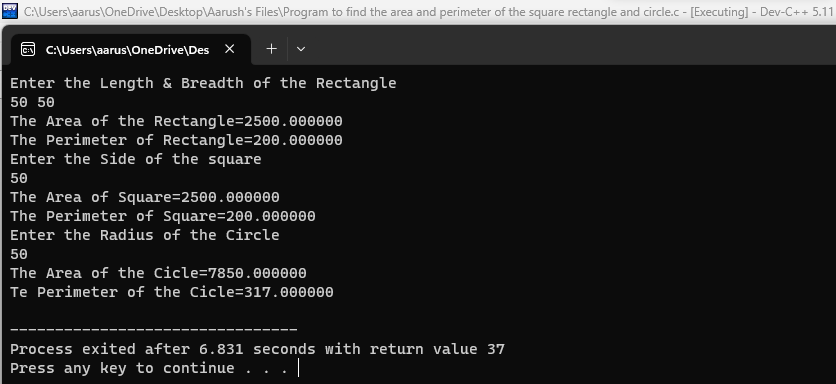 C:\Users\aarus\OneDrive\Desktop\Aarush's Files\Program to find the area and perimeter of the square rectangle and circle.c - [Executing] - Dev-C++ 5.11
C:\Users\aarus\OneDrive\Des
Enter the Length & Breadth of the Rectangle
50 50
The Area of the Rectangle=2500.000000
The Perimeter of Rectangle=200.000000
Enter the Side of the square
50
The Area of Square=2500.000000
The Perimeter of Square=200.000000
Enter the Radius of the Circle
50
The Area of the Cicle=7850.000000
Te Perimeter of the Cicle=317.000000
--------------------------------
Process exited after 6.831 seconds with return value 37
Press any key to continue . . .